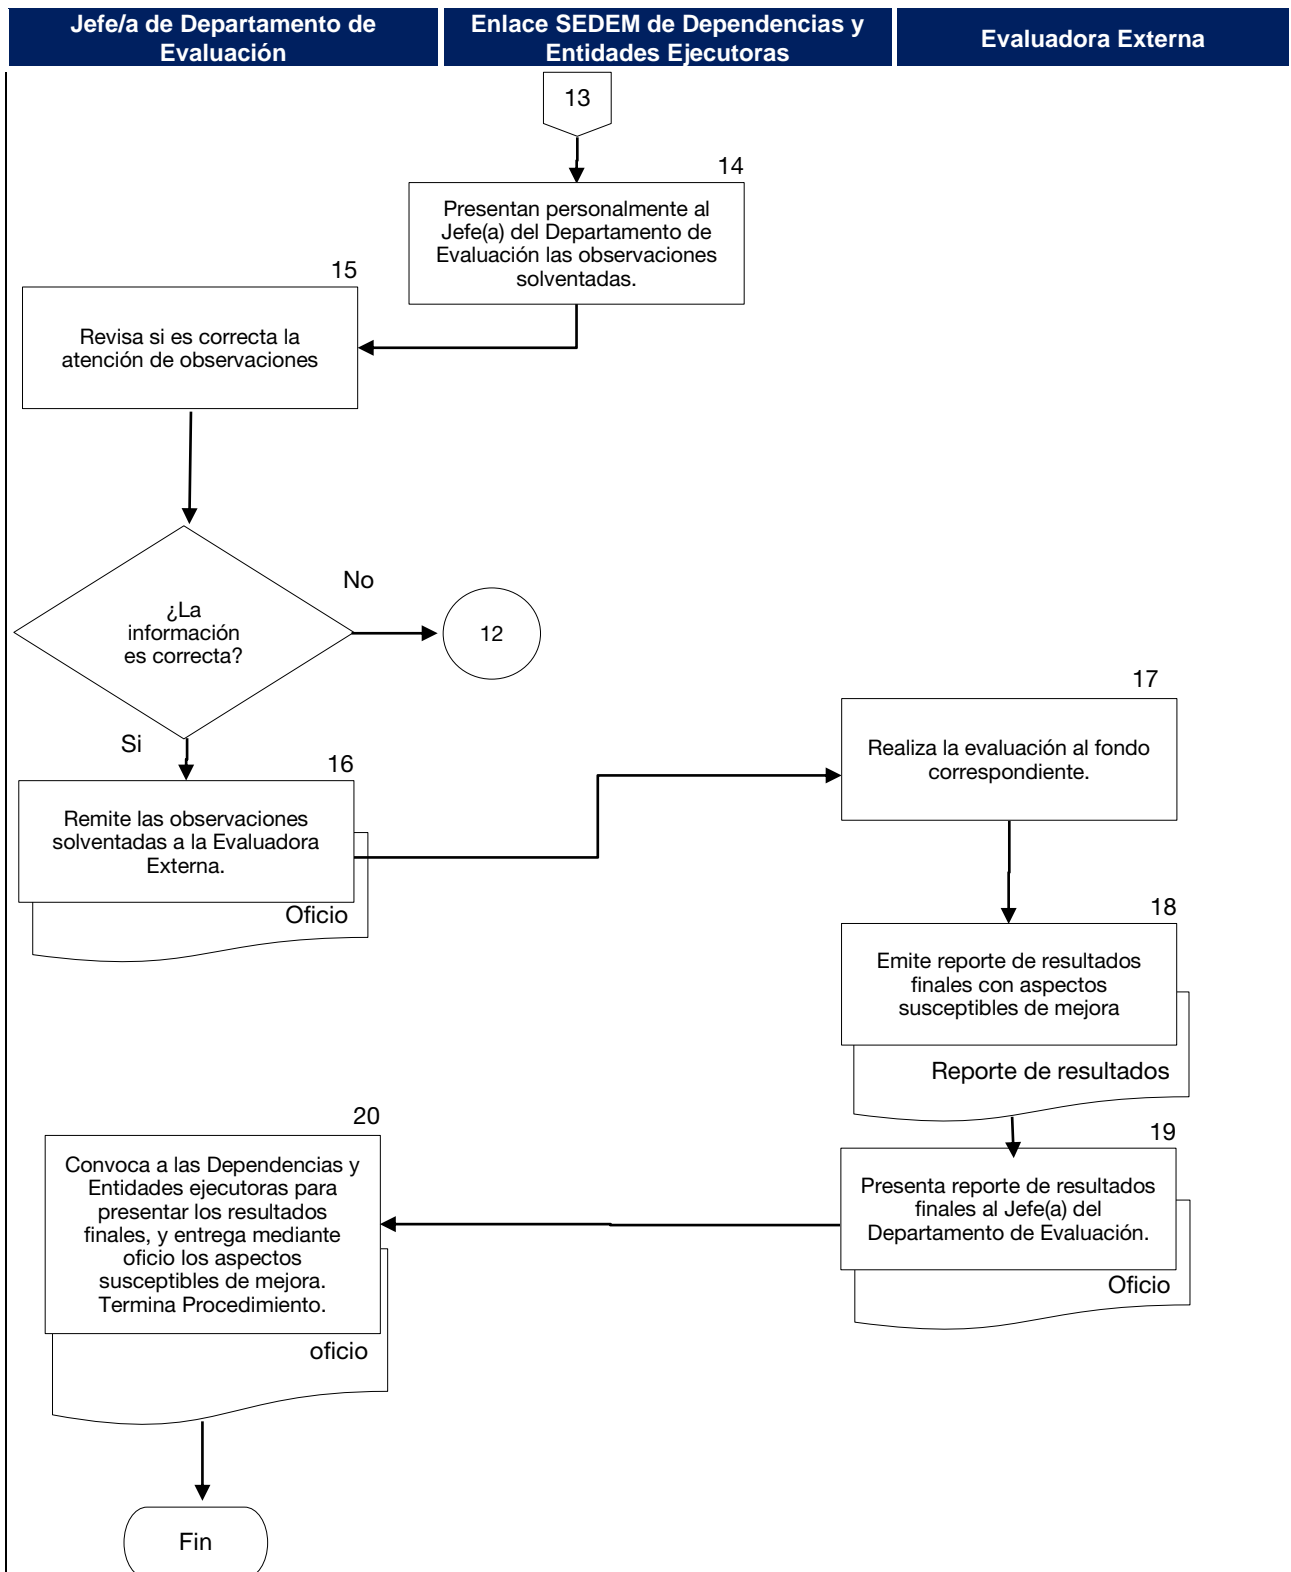 Jefe/a de Departamento de
Evaluación
Enlace SEDEM de Dependencias y
Entidades Ejecutoras
Evaluadora Externa
13
14
Presentan personalmente al
Jefe(a) del Departamento de
Evaluación las observaciones
solventadas.
15
Revisa si es correcta la
atención de observaciones
¿La
información
es correcta?
No
12
Si
16
Remite las observaciones
solventadas a la Evaluadora
Externa.
Oficio
17
Realiza la evaluación al fondo
correspondiente.
18
Emite reporte de resultados
finales con aspectos
susceptibles de mejora
Reporte de resultados
19
Presenta reporte de resultados
finales al Jefe(a) del
Departamento de Evaluación.
Oficio
20
Convoca a las Dependencias y
Entidades ejecutoras para
presentar los resultados
finales, y entrega mediante
oficio los aspectos
susceptibles de mejora.
Termina Procedimiento.
oficio
Fin